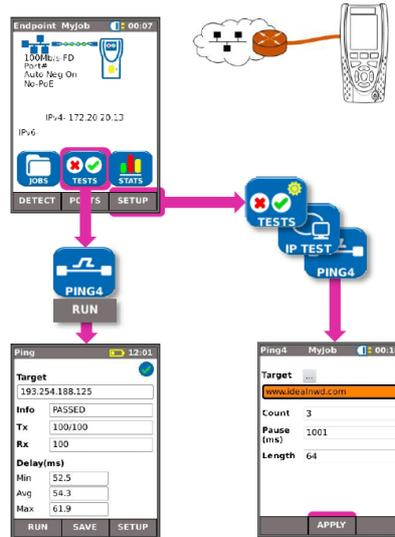 Endpoint MyJob 00:07
100Mb/s-FD
Port#
Auto Neg On
No-PoE
IPv4- 172.20 20.13
IPv6-
JOBS TESTS STATS
DETECT PORTS SETUP
PING4
RUN
TESTS
IP TEST
PING4
Ping 12:01
Target
193.254.188.125
Info PASSED
Tx 100/100
Rx 100
Delay(ms)
Min 52.5
Avg 54.3
Max 61.9
RUN SAVE SETUP
Ping4 MyJob
Target ...
www.idealnwd.com
Count 3
Pause (ms) 1001
Length 64
APPLY